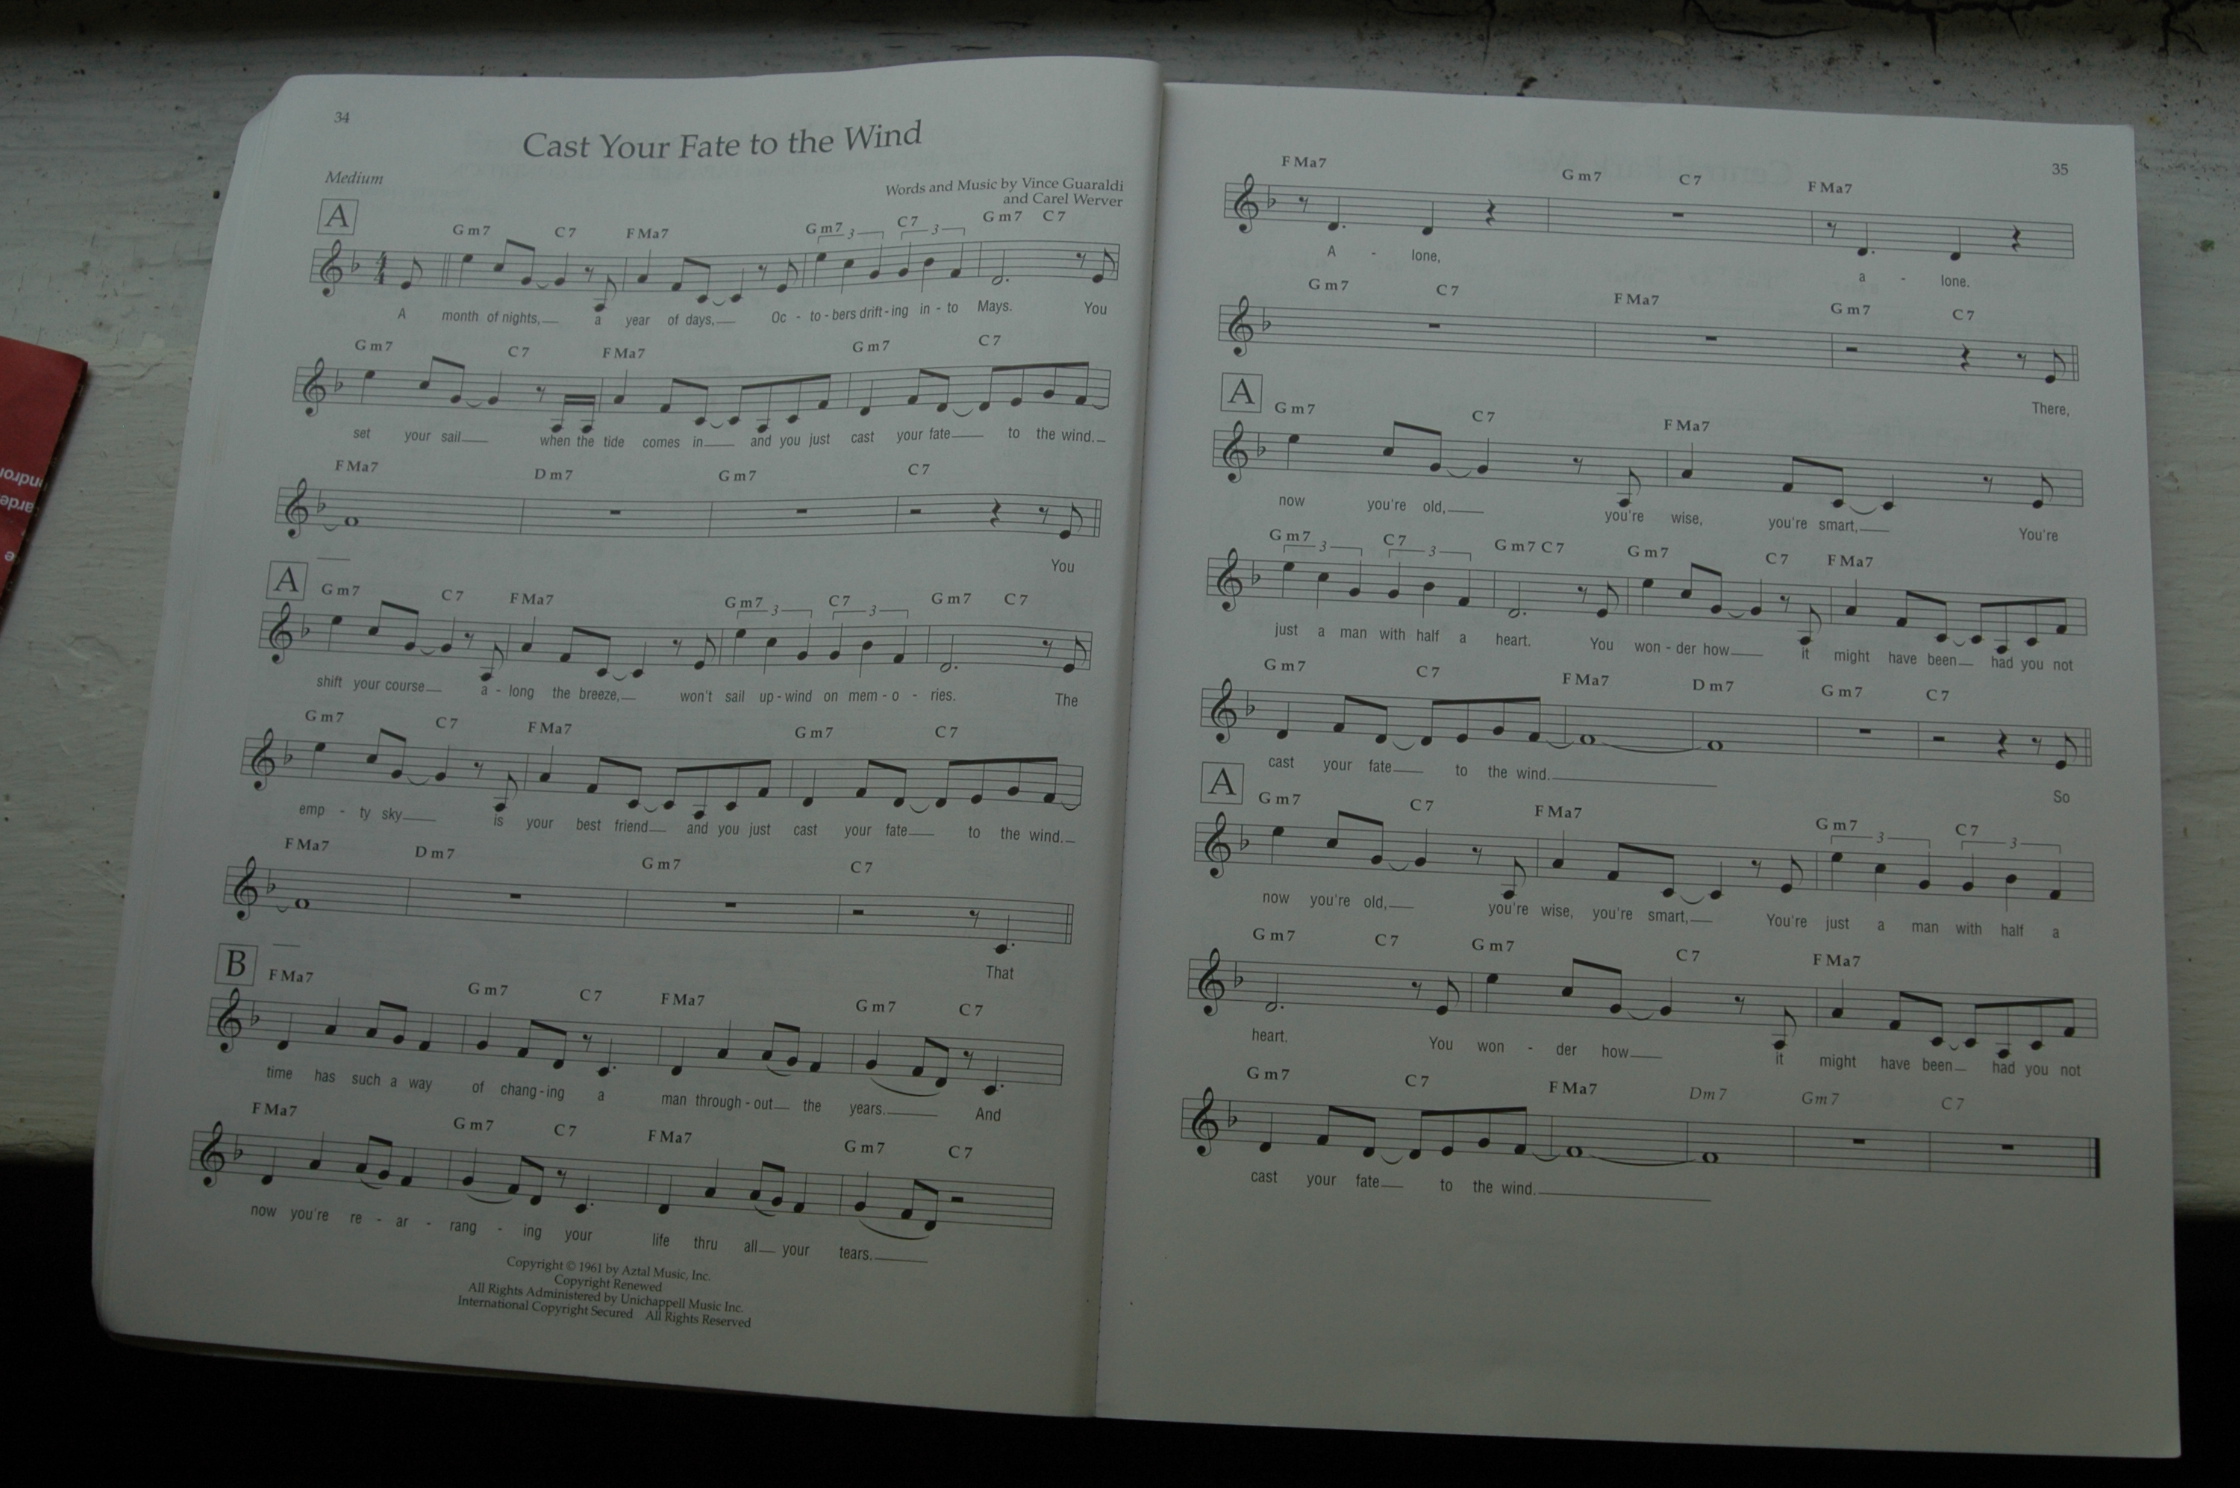 34
Cast Your Fate to the Wind
Medium
Words and Music by Vince Guaraldi
and Carel Werver
A
Gm7 C7 FMa7 Gm7 3 C7 3 Gm7 C7
4 4
A month of nights, a year of days, Oc - to - bers drift - ing in - to Mays. You
Gm7 C7 FMa7 Gm7 C7
set your sail when the tide comes in and you just cast your fate to the wind.
FMa7 Dm7 Gm7 C7
You
A
Gm7 C7 FMa7 Gm7 3 C7 3 Gm7 C7
shift your course a - long the breeze, won't sail up - wind on mem - o - ries. The
Gm7 C7 FMa7 Gm7 C7
emp - ty sky is your best friend and you just cast your fate to the wind.
FMa7 Dm7 Gm7 C7
That
B
FMa7 Gm7 C7 FMa7 Gm7 C7
time has such a way of chang - ing a man through - out the years. And
FMa7 Gm7 C7 FMa7 Gm7 C7
now you're re - ar - rang - ing your life thru all your tears.
Copyright © 1961 by Aztal Music, Inc.
Copyright Renewed
All Rights Administered by Unichappell Music Inc.
International Copyright Secured All Rights Reserved
35
FMa7 Gm7 C7 FMa7
A - lone, a - lone.
Gm7 C7 FMa7 Gm7 C7
There,
A
Gm7 C7 FMa7
now you're old, you're wise, you're smart, You're
Gm7 3 C7 3 Gm7 C7 Gm7 C7 FMa7
just a man with half a heart. You won - der how it might have been had you not
Gm7 C7 FMa7 Dm7 Gm7 C7
cast your fate to the wind. So
A
Gm7 C7 FMa7 Gm7 3 C7 3
now you're old, you're wise, you're smart, You're just a man with half a
Gm7 C7 Gm7 C7 FMa7
heart. You won - der how it might have been had you not
Gm7 C7 FMa7 Dm7 Gm7 C7
cast your fate to the wind.